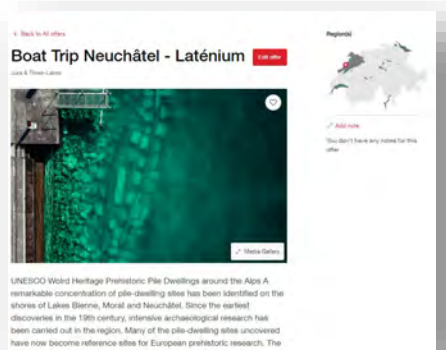 Back to All offers
Boat Trip Neuchâtel - Laténium
Edit offer
Jura & Three-Lakes
Region(s)
Add note
You don't have any notes for this
offer
Media Gallery
UNESCO Wolrd Heritage Prehistoric Pile Dwellings around the Alps A
remarkable concentration of pile-dwelling sites has been identified on the
shores of Lakes Bienne, Morat and Neuchâtel. Since the earliest
discoveries in the 19th century, intensive archaeological research has
been carried out in the region. Many of the pile-dwelling sites uncovered
have now become reference sites for European prehistoric research. The